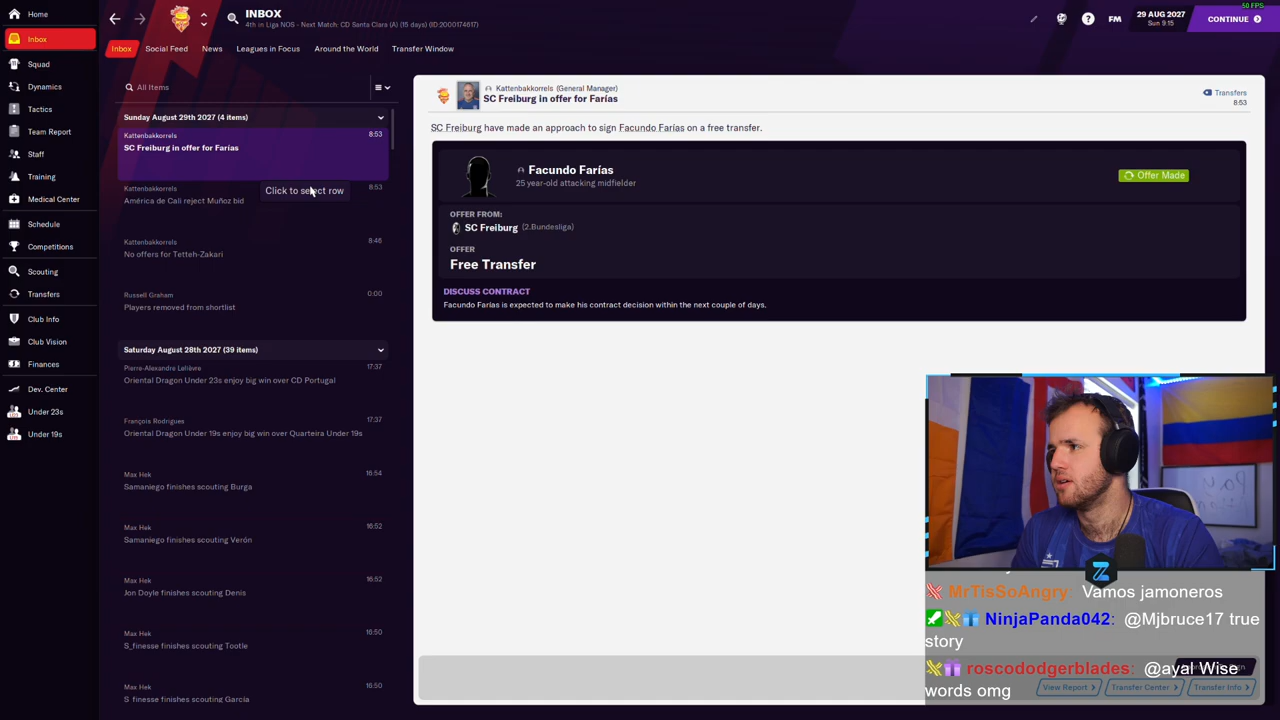 50 FPS
Home
Inbox
Squad
Dynamics
Tactics
Team Report
Staff
Training
Medical Center
Schedule
Competitions
Scouting
Transfers
Club Info
Club Vision
Finances
Dev. Center
Under 23s
Under 19s
INBOX
4th in Liga NOS - Next Match: CD Santa Clara (A) (15 days) (ID:2000174617)
FM
29 AUG 2027
Sun 9:15
CONTINUE
Inbox
Social Feed
News
Leagues in Focus
Around the World
Transfer Window
All Items
Sunday August 29th 2027 (4 items)
Kattenbakkorrels 8:53
SC Freiburg in offer for Farías
Click to select row
Kattenbakkorrels 8:53
América de Cali reject Muñoz bid
Kattenbakkorrels 8:46
No offers for Tetteh-Zakari
Russell Graham 0:00
Players removed from shortlist
Saturday August 28th 2027 (39 items)
Pierre-Alexandre Lelièvre 17:37
Oriental Dragon Under 23s enjoy big win over CD Portugal
François Rodrigues 17:37
Oriental Dragon Under 19s enjoy big win over Quarteira Under 19s
Max Hek 16:54
Samaniego finishes scouting Burga
Max Hek 16:52
Samaniego finishes scouting Verón
Max Hek 16:52
Jon Doyle finishes scouting Denis
Max Hek 16:50
S_finesse finishes scouting Tootle
Max Hek 16:50
S_finesse finishes scouting García
Kattenbakkorrels (General Manager)
SC Freiburg in offer for Farías
Transfers
8:53
SC Freiburg have made an approach to sign Facundo Farías on a free transfer.
Facundo Farías
25 year-old attacking midfielder
Offer Made
OFFER FROM:
SC Freiburg (2.Bundesliga)
OFFER
Free Transfer
DISCUSS CONTRACT
Facundo Farías is expected to make his contract decision within the next couple of days.
MrTisSoAngry: Vamos jamoneros
NinjaPanda042: @Mjbruce17 true
story
roscododgerblades: @ayal Wise
words omg
View Report
Transfer Center
Transfer Info